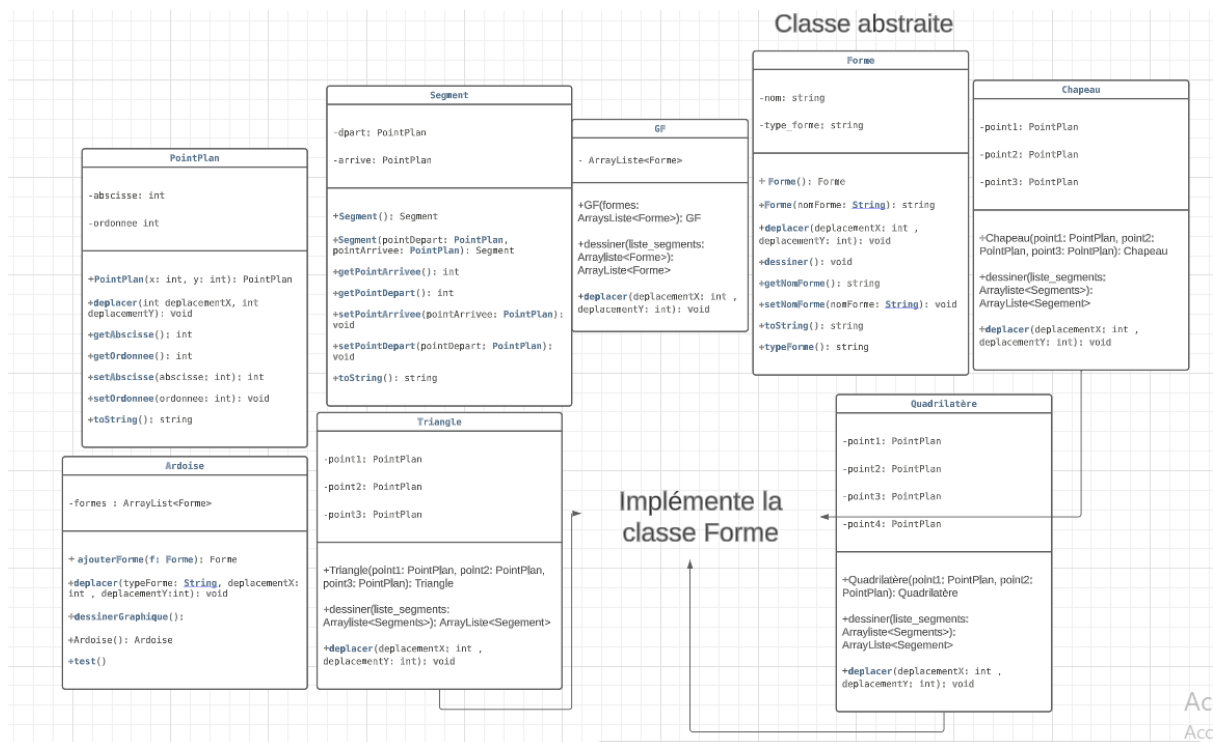 Classe abstraite
Forme
-nom: string
-type_forme: string
+ Forme(): Forme
+Forme(nomForme: String): string
+deplacer(deplacementX: int ,
deplacementY: int): void
+dessiner(): void
+getNomForme(): string
+setNomForme(nomForme: String): void
+toString(): string
+typeForme(): string
Chapeau
-point1: PointPlan
-point2: PointPlan
-point3: PointPlan
+Chapeau(point1: PointPlan, point2:
PointPlan, point3: PointPlan): Chapeau
+dessiner(liste_segments:
Arrayliste<Segments>):
ArrayListe<Segement>
+deplacer(deplacementX: int ,
deplacementY: int): void
Segment
-dpart: PointPlan
-arrive: PointPlan
+Segment(): Segment
+Segment(pointDepart: PointPlan,
pointArrivee: PointPlan): Segment
+getPointArrivee(): int
+getPointDepart(): int
+setPointArrivee(pointArrivee: PointPlan):
void
+setPointDepart(pointDepart: PointPlan):
void
+toString(): string
GF
- ArrayListe<Forme>
+GF(formes:
ArraysListe<Forme>): GF
+dessiner(liste_segments:
Arrayliste<Forme>):
ArrayListe<Forme>
+deplacer(deplacementX: int ,
deplacementY: int): void
PointPlan
-abscisse: int
-ordonnee int
+PointPlan(x: int, y: int): PointPlan
+deplacer(int deplacementX, int
deplacementY): void
+getAbscisse(): int
+getOrdonnee(): int
+setAbscisse(abscisse: int): int
+setOrdonnee(ordonnee: int): void
+toString(): string
Ardoise
-formes : ArrayList<Forme>
+ ajouterForme(f: Forme): Forme
+deplacer(typeForme: String, deplacementX:
int , deplacementY:int): void
+dessinerGraphique():
+Ardoise(): Ardoise
+test()
Triangle
-point1: PointPlan
-point2: PointPlan
-point3: PointPlan
+Triangle(point1: PointPlan, point2: PointPlan,
point3: PointPlan): Triangle
+dessiner(liste_segments:
Arrayliste<Segments>): ArrayListe<Segement>
+deplacer(deplacementX: int ,
deplacementY: int): void
Implémente la
classe Forme
Quadrilatère
-point1: PointPlan
-point2: PointPlan
-point3: PointPlan
-point4: PointPlan
+Quadrilatère(point1: PointPlan, point2:
PointPlan): Quadrilatère
+dessiner(liste_segments:
Arrayliste<Segments>):
ArrayListe<Segement>
+deplacer(deplacementX: int ,
deplacementY: int): void
Ac
Acc